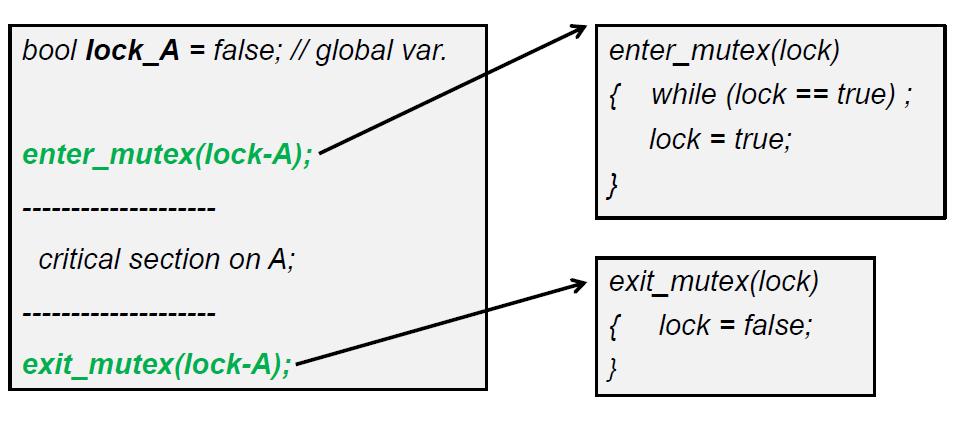 bool lock_A = false; // global var.
enter_mutex(lock-A);
--------------------
critical section on A;
--------------------
exit_mutex(lock-A);
enter_mutex(lock)
{ while (lock == true) ;
lock = true;
}
exit_mutex(lock)
{ lock = false;
}